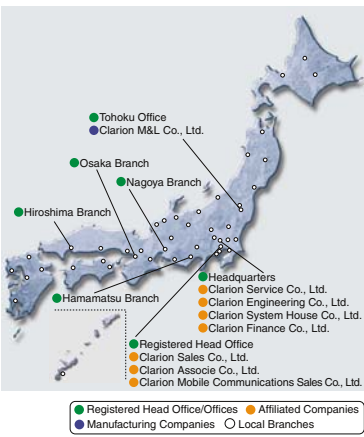 Tohoku Office
Clarion M&L Co., Ltd.
Osaka Branch
Nagoya Branch
Hiroshima Branch
Hamamatsu Branch
Headquarters
Clarion Service Co., Ltd.
Clarion Engineering Co., Ltd.
Clarion System House Co., Ltd.
Clarion Finance Co., Ltd.
Registered Head Office
Clarion Sales Co., Ltd.
Clarion Associe Co., Ltd.
Clarion Mobile Communications Sales Co., Ltd.
Registered Head Office/Offices Affiliated Companies
Manufacturing Companies Local Branches